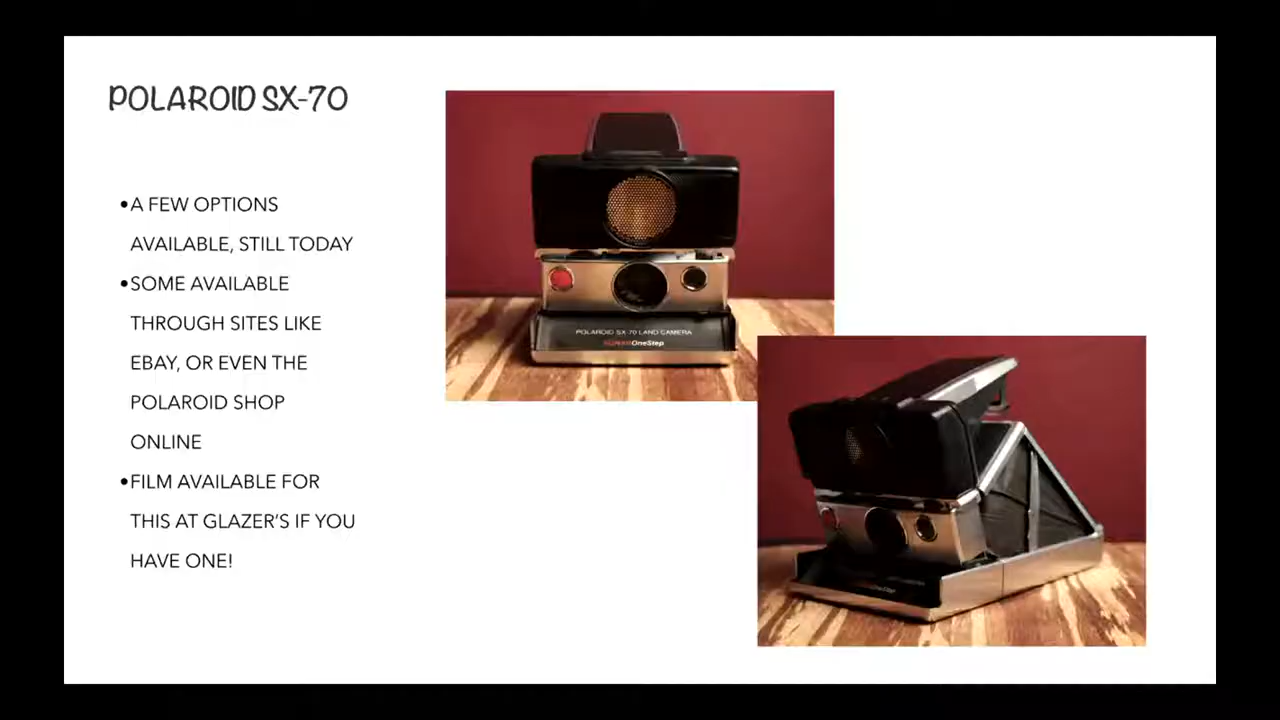 POLAROID SX-70
•A FEW OPTIONS
AVAILABLE, STILL TODAY
•SOME AVAILABLE
THROUGH SITES LIKE
EBAY, OR EVEN THE
POLAROID SHOP
ONLINE
•FILM AVAILABLE FOR
THIS AT GLAZER'S IF YOU
HAVE ONE!
POLAROID SX-70 LAND CAMERA
OneStep
OneStep